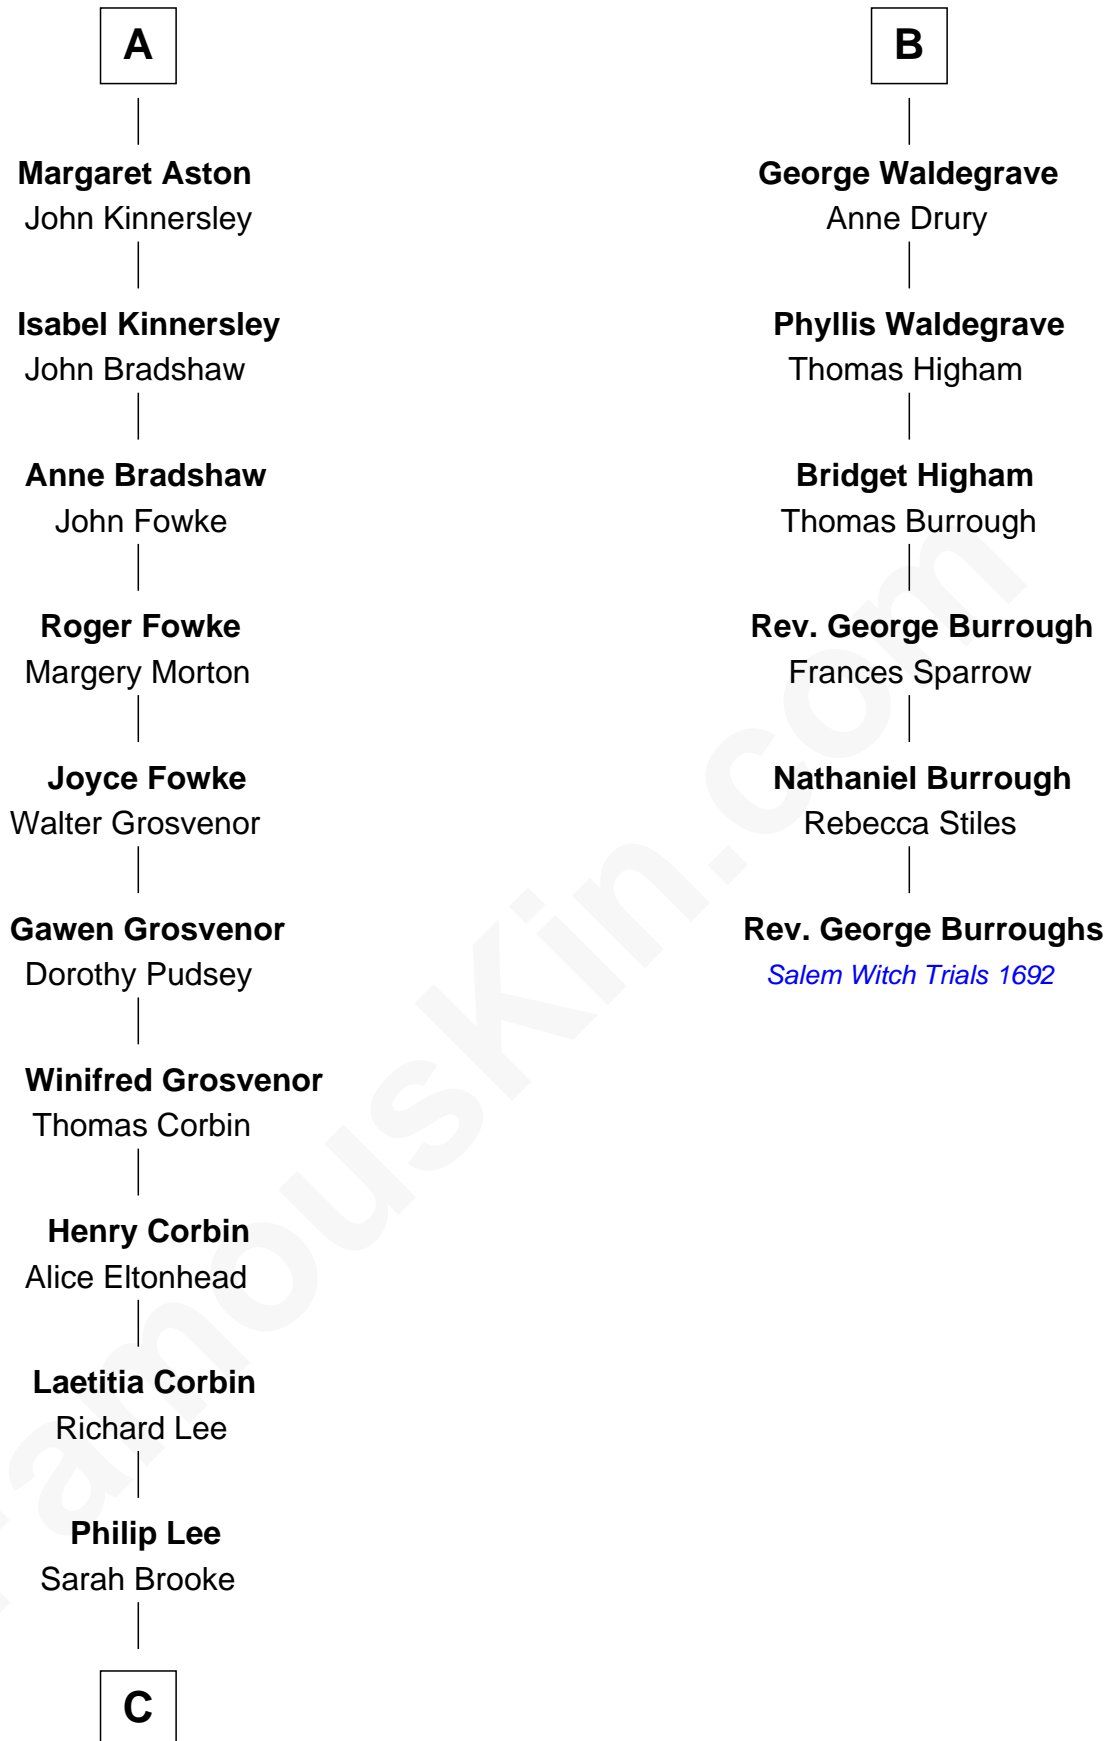 A
Margaret Aston
John Kinnersley
Isabel Kinnersley
John Bradshaw
Anne Bradshaw
John Fowke
Roger Fowke
Margery Morton
Joyce Fowke
Walter Grosvenor
Gawen Grosvenor
Dorothy Pudsey
Winifred Grosvenor
Thomas Corbin
Henry Corbin
Alice Eltonhead
Laetitia Corbin
Richard Lee
Philip Lee
Sarah Brooke
C
B
George Waldegrave
Anne Drury
Phyllis Waldegrave
Thomas Higham
Bridget Higham
Thomas Burrough
Rev. George Burrough
Frances Sparrow
Nathaniel Burrough
Rebecca Stiles
Rev. George Burroughs
Salem Witch Trials 1692
FamousKin.com